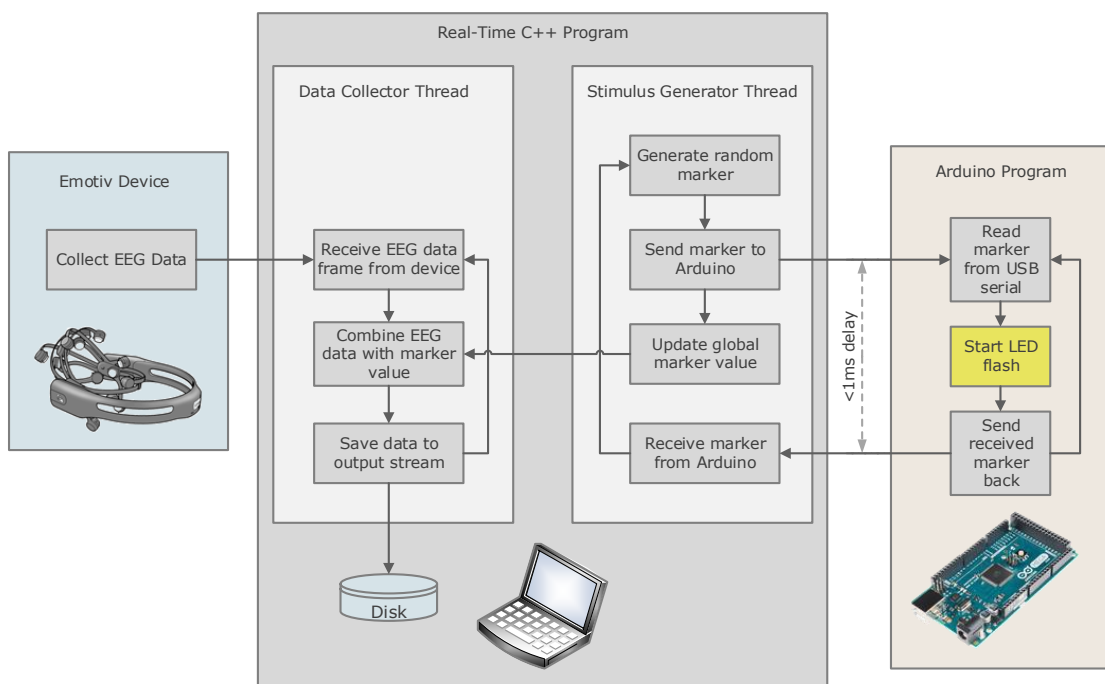 Real-Time C++ Program
Data Collector Thread
Stimulus Generator Thread
Emotiv Device
Arduino Program
Collect EEG Data
Receive EEG data
frame from device
Combine EEG
data with marker
value
Save data to
output stream
Disk
Generate random
marker
Send marker to
Arduino
Update global
marker value
Receive marker
from Arduino
<1ms delay
Read
marker
from USB
serial
Start LED
flash
Send
received
marker
back